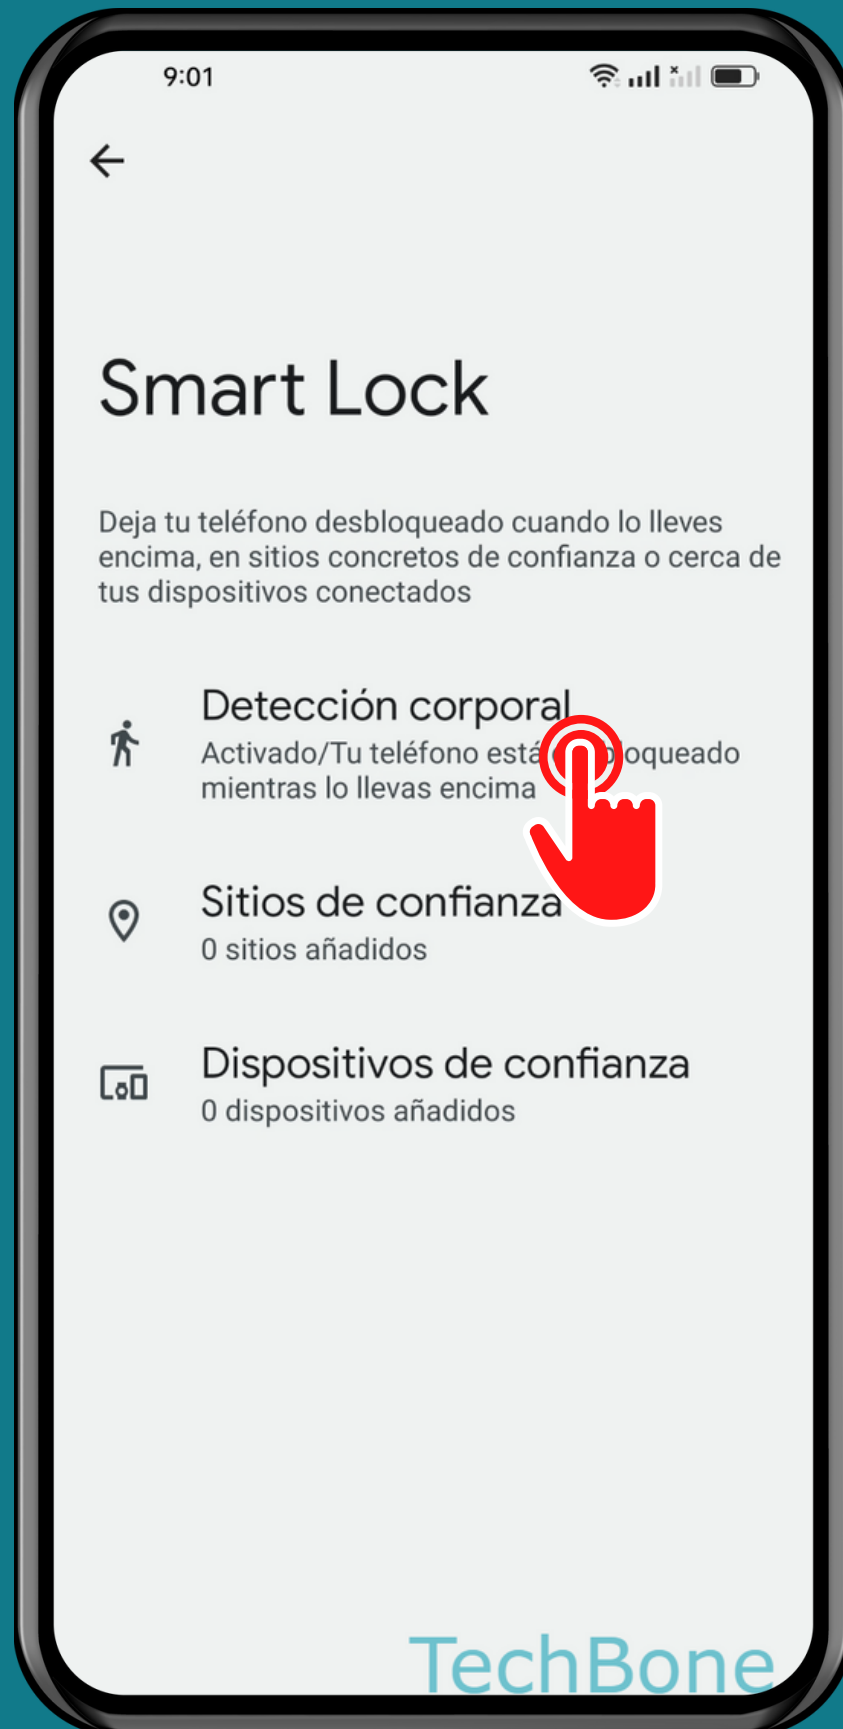 9:01
Smart Lock
Deja tu teléfono desbloqueado cuando lo lleves
encima, en sitios concretos de confianza o cerca de
tus dispositivos conectados
Detección corporal
Activado/Tu teléfono está desbloqueado
mientras lo llevas encima
Sitios de confianza
0 sitios añadidos
Dispositivos de confianza
0 dispositivos añadidos
TechBone